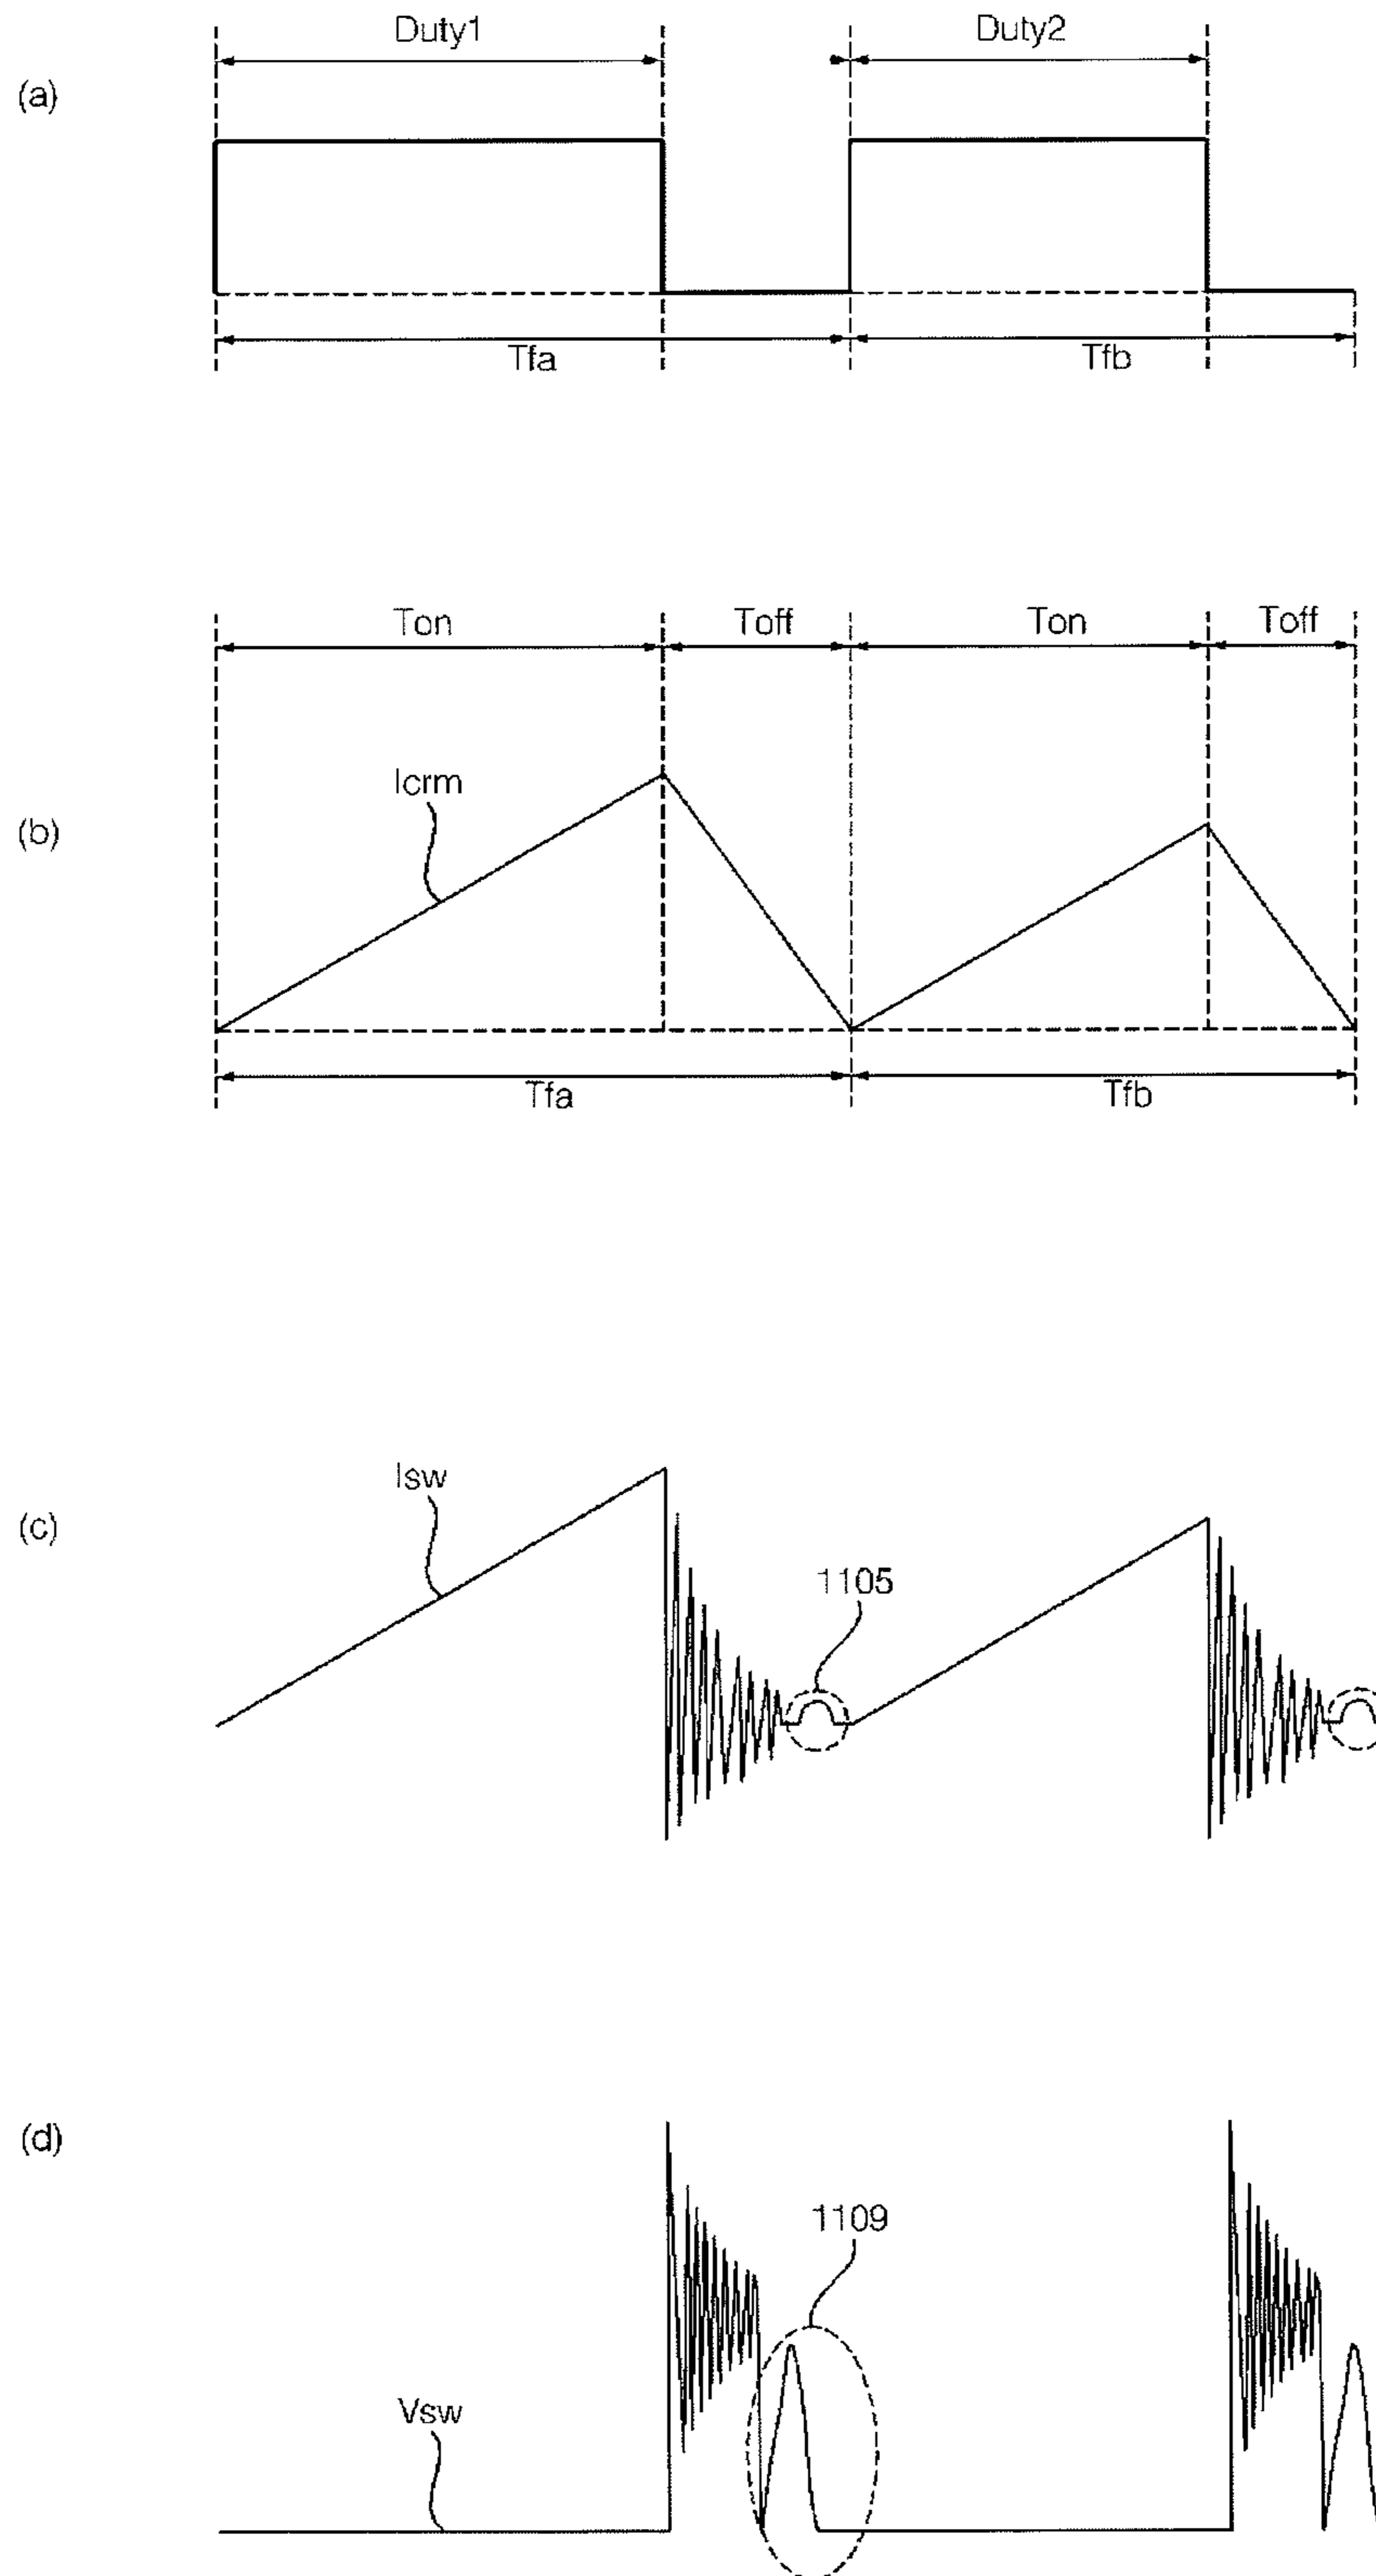 Duty1 Duty2
(a)
Tfa Tfb
Ton Toff Ton Toff
Icrm
(b)
Tfa Tfb
Isw
(c)
1105
(d)
1109
Vsw